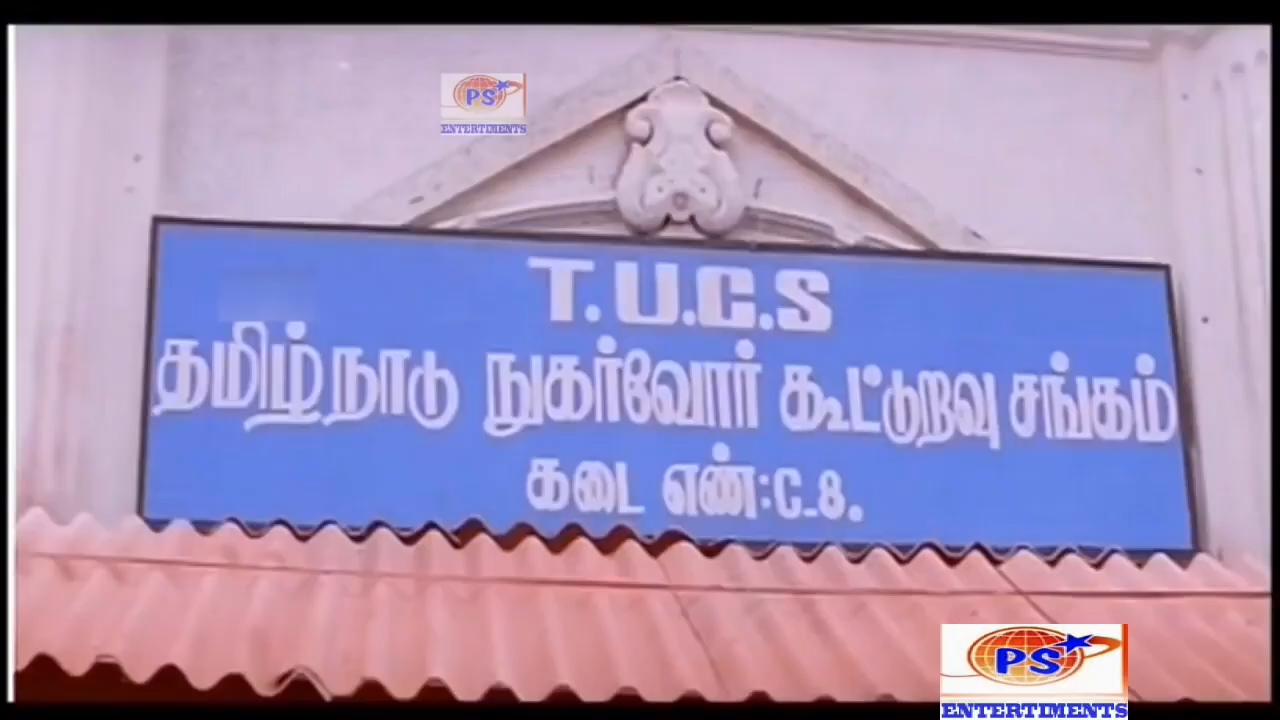 PS
ENTERTIMENTS
T.U.C.S
தமிழ்நாடு நுகர்வோர் கூட்டுறவு சங்கம்
கடை எண்:C-8.
PS
ENTERTIMENTS